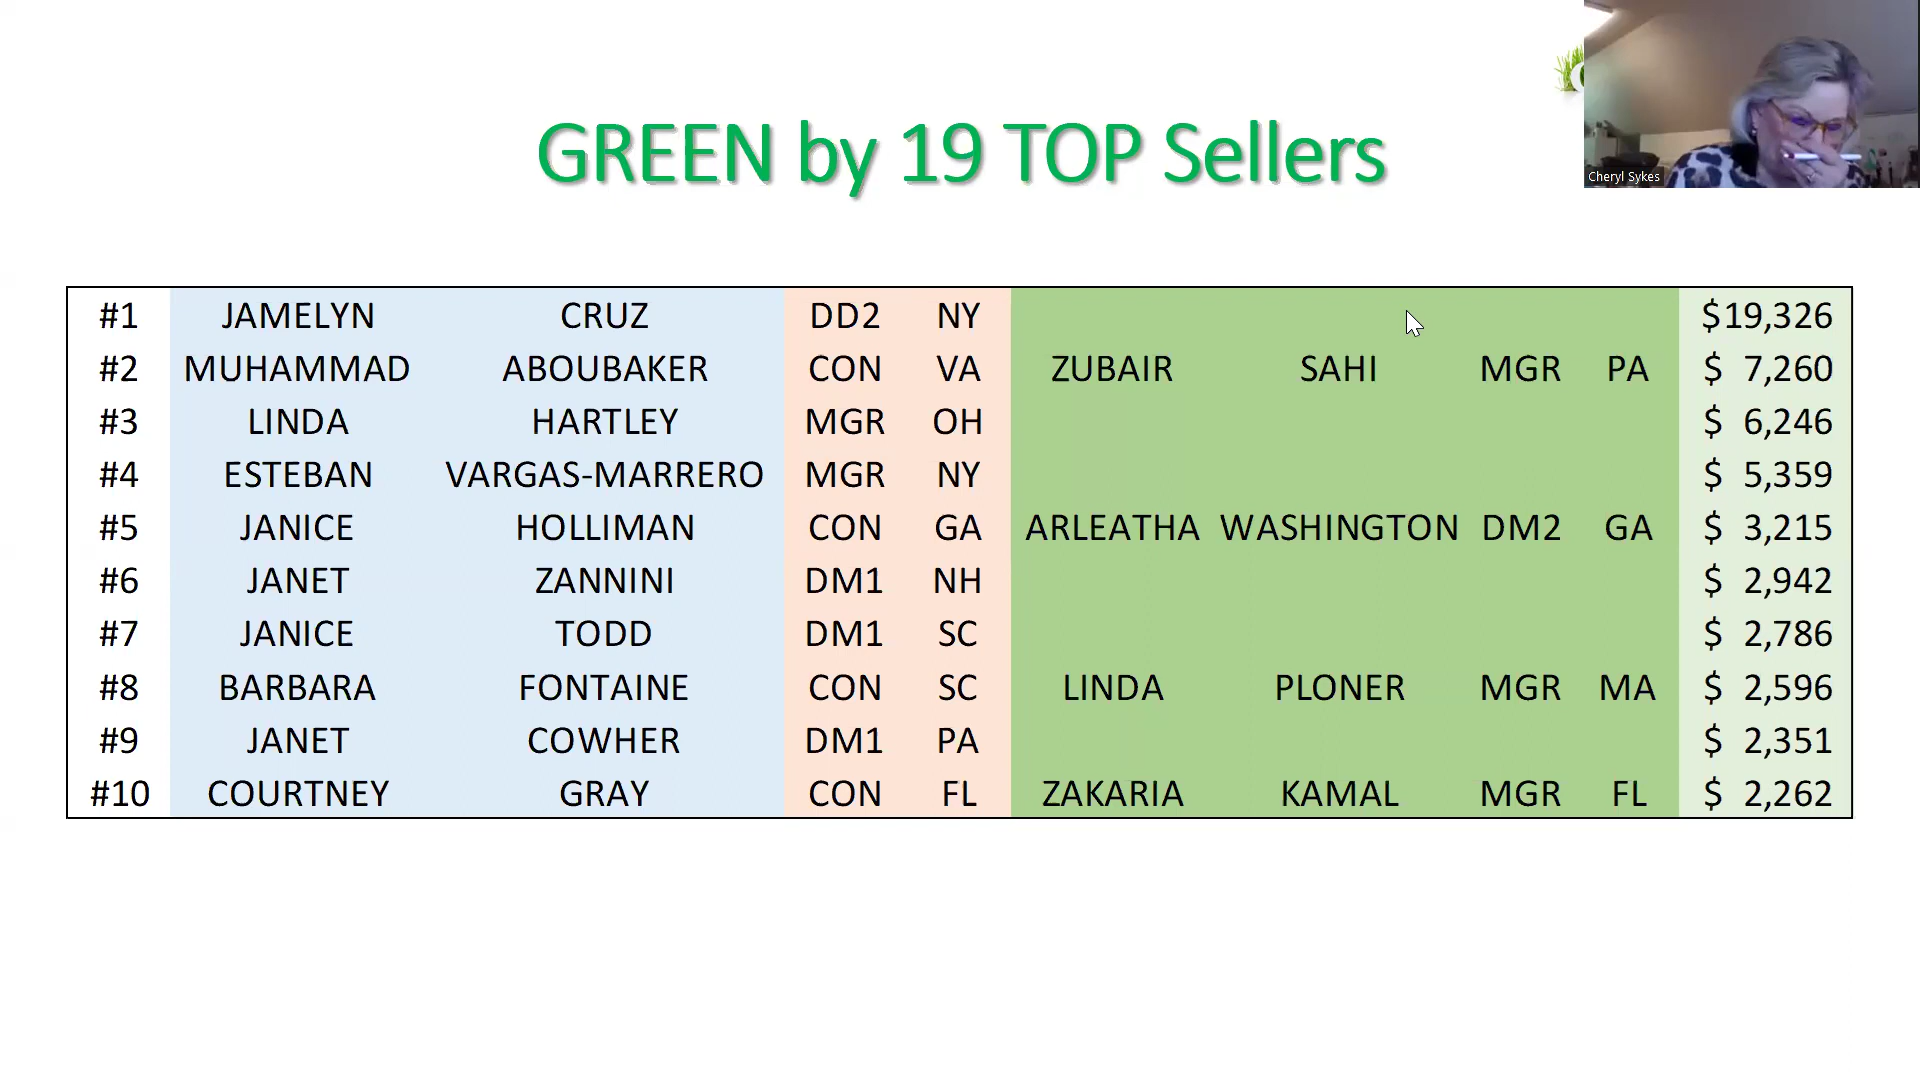 GREEN by 19 TOP Sellers
Cheryl Sykes
#1 JAMELYN CRUZ DD2 NY $19,326
#2 MUHAMMAD ABOUBAKER CON VA ZUBAIR SAHI MGR PA $ 7,260
#3 LINDA HARTLEY MGR OH $ 6,246
#4 ESTEBAN VARGAS-MARRERO MGR NY $ 5,359
#5 JANICE HOLLIMAN CON GA ARLEATHA WASHINGTON DM2 GA $ 3,215
#6 JANET ZANNINI DM1 NH $ 2,942
#7 JANICE TODD DM1 SC $ 2,786
#8 BARBARA FONTAINE CON SC LINDA PLONER MGR MA $ 2,596
#9 JANET COWHER DM1 PA $ 2,351
#10 COURTNEY GRAY CON FL ZAKARIA KAMAL MGR FL $ 2,262